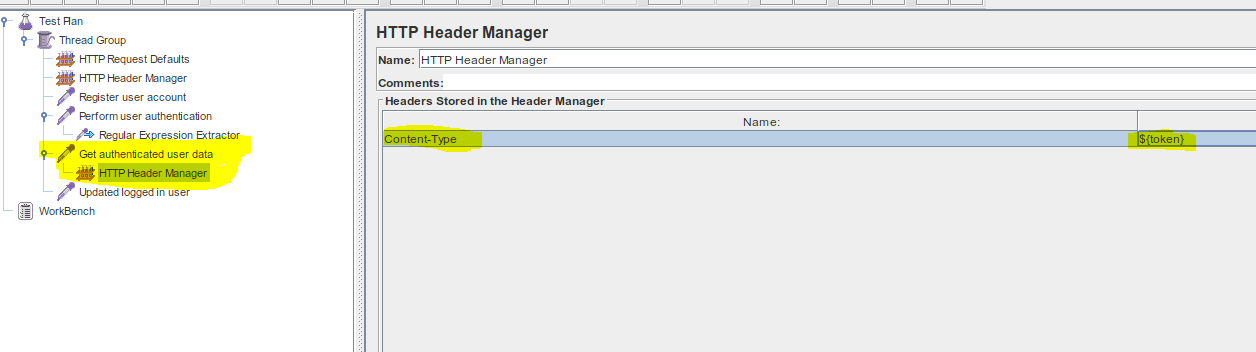 Test Plan
Thread Group
HTTP Request Defaults
HTTP Header Manager
Register user account
Perform user authentication
Regular Expression Extractor
Get authenticated user data
HTTP Header Manager
Updated logged in user
WorkBench
HTTP Header Manager
Name: HTTP Header Manager
Comments:
Headers Stored in the Header Manager
Name:
Content-Type ${token}